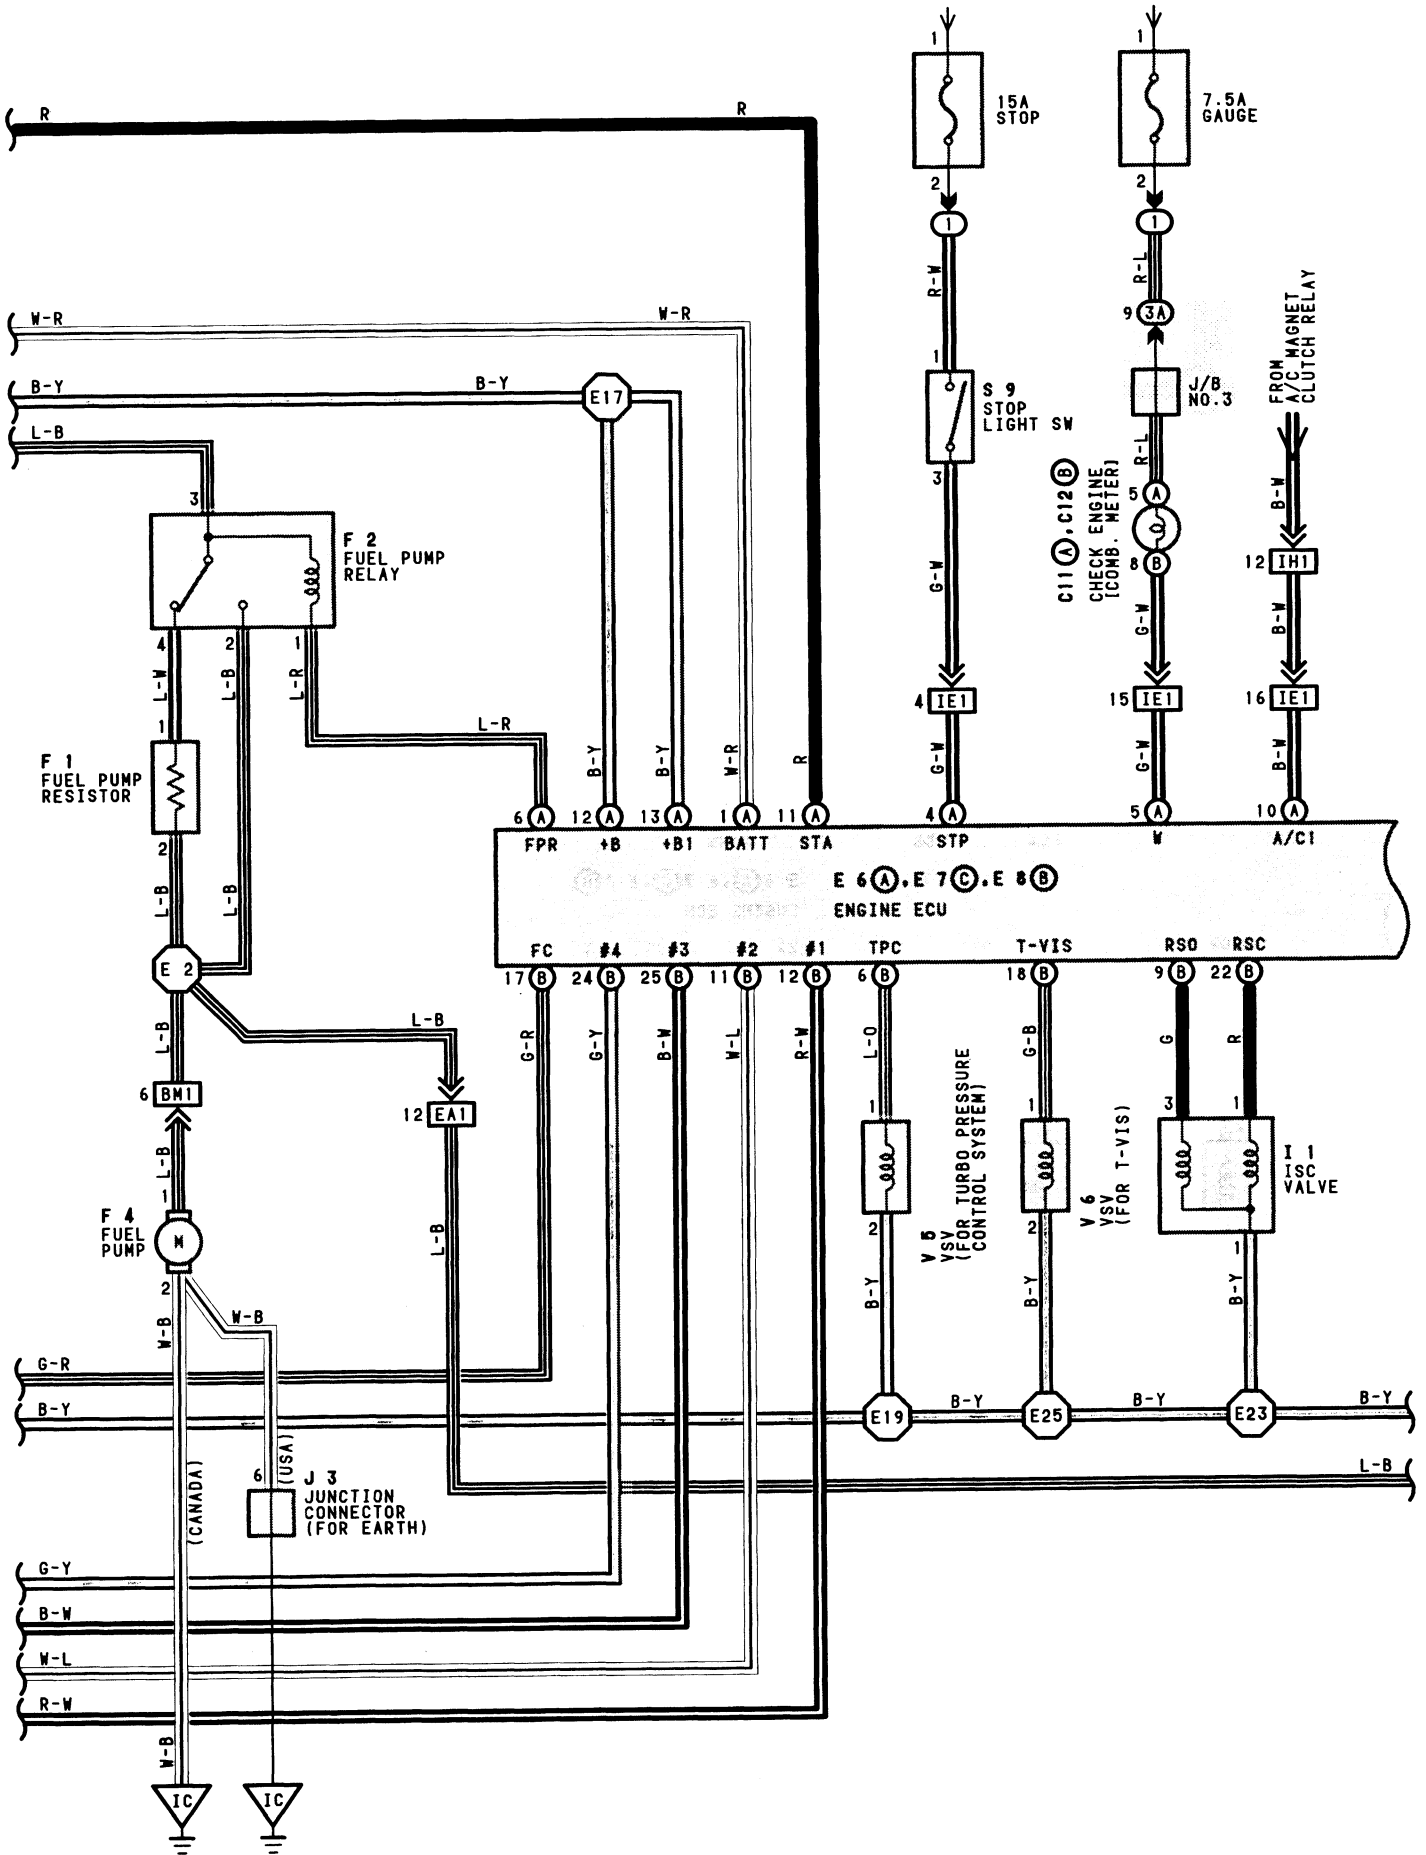 1
1
R
R
15A
STOP
7.5A
GAUGE
2
2
1
1
R-W
R-L
W-R
W-R
9
3A
FROM
A/C MAGNET
CLUTCH RELAY
B-Y
B-Y
E17
1
S 9
STOP
LIGHT SW
J/B
NO.3
L-B
3
R-L
3
C11 A, C12 B
CHECK ENGINE
[COMB. METER]
5
A
B-W
F 2
FUEL PUMP
RELAY
G-W
8
B
12
IH1
G-W
B-W
4
2
1
L-W
L-B
L-R
4
IE1
15
IE1
16
IE1
1
L-R
F 1
FUEL PUMP
RESISTOR
B-Y
B-Y
W-R
R
G-W
G-W
B-W
6
A
12
A
13
A
1
A
11
A
4
A
5
A
10
A
FPR
+B
+B1
BATT
STA
STP
W
A/C1
2
L-B
L-B
E 6 A, E 7 C, E 8 B
ENGINE ECU
FC
#4
#3
#2
#1
TPC
T-VIS
RSO
RSC
E 2
17
B
24
B
25
B
11
B
12
B
6
B
18
B
9
B
22
B
L-B
L-B
G-R
G-Y
B-W
W-L
R-W
L-O
G-B
G
R
6
BM1
12
EA1
1
1
3
1
L-B
1
V 5
VSV
(FOR TURBO PRESSURE
CONTROL SYSTEM)
V 6
VSV
(FOR T-VIS)
I 1
ISC
VALVE
F 4
FUEL
PUMP
M
L-B
2
2
1
2
W-B
W-B
B-Y
B-Y
B-Y
G-R
B-Y
E19
B-Y
E25
B-Y
E23
B-Y
(CANADA)
(USA)
6
J 3
JUNCTION
CONNECTOR
(FOR EARTH)
L-B
G-Y
B-W
W-L
R-W
W-B
IC
IC